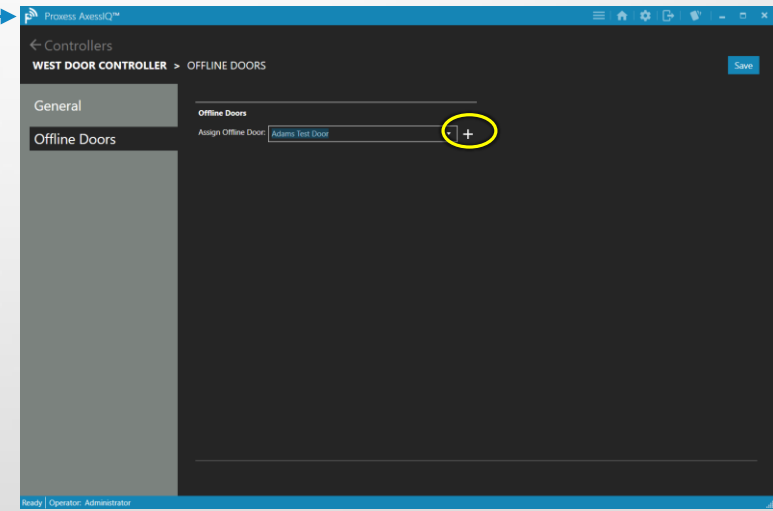 Proxess AxessIQ™
Controllers
WEST DOOR CONTROLLER > OFFLINE DOORS
Save
General
Offline Doors
Offline Doors
Assign Offline Door: Adams Test Door
Ready Operator: Administrator